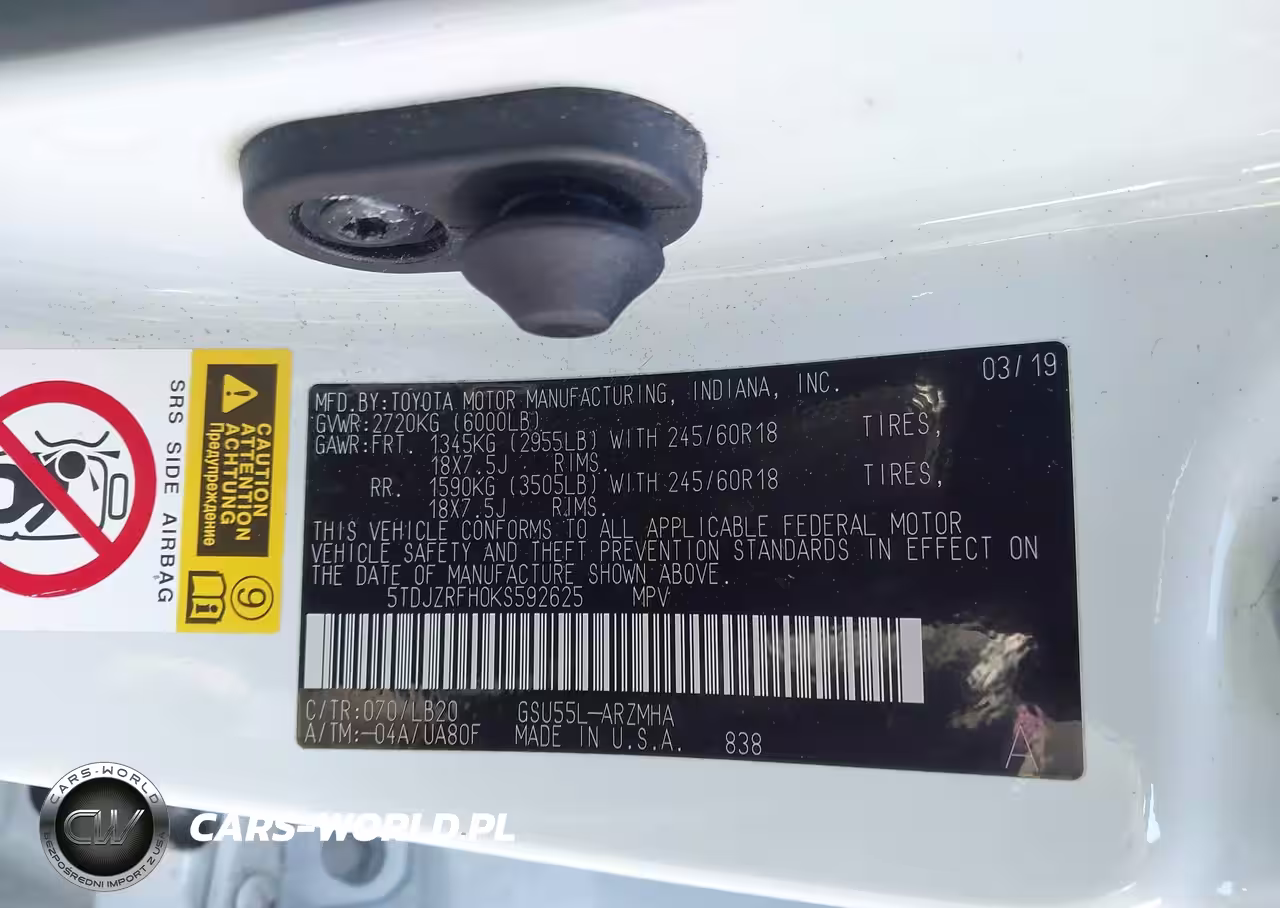 03/19
MFD.BY:TOYOTA MOTOR MANUFACTURING, INDIANA, INC.
GVWR:2720KG (6000LB)
GAWR:FRT. 1345KG (2955LB) WITH 245/60R18 TIRES,
18X7.5J RIMS.
RR. 1590KG (3505LB) WITH 245/60R18 TIRES,
18X7.5J RIMS.
THIS VEHICLE CONFORMS TO ALL APPLICABLE FEDERAL MOTOR
VEHICLE SAFETY AND THEFT PREVENTION STANDARDS IN EFFECT ON
THE DATE OF MANUFACTURE SHOWN ABOVE.
5TDJZRFH0KS592625 MPV
C/TR:070/LB20 GSU55L-ARZMHA
A/TM:-04A/UA80F MADE IN U.S.A. 838
A
CAUTION
ATTENTION
ACHTUNG
Предупреждение
SRS SIDE AIRBAG
9
CARS-WORLD
CW
BEZPOŚREDNI IMPORT Z USA
CARS-WORLD.PL